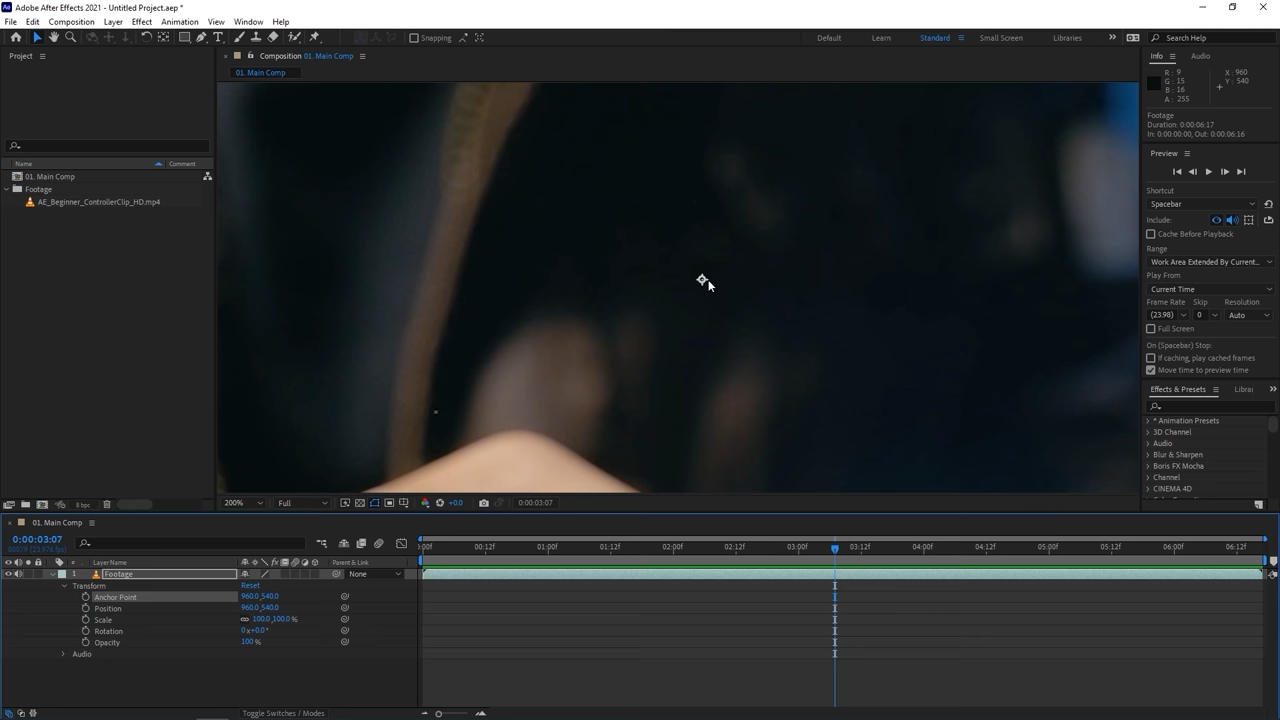 Adobe After Effects 2021 - Untitled Project.aep *
File Edit Composition Layer Effect Animation View Window Help
Snapping
Default Learn Standard Small Screen Libraries Search Help
Project
Composition 01. Main Comp
01. Main Comp
Info Audio
R : 9
G : 15
B : 16
A : 255
X : 960
Y : 540
Footage
Duration: 0:00:06:17
In: 0:00:00:00, Out: 0:00:06:16
Name Comment
01. Main Comp
Footage
AE_Beginner_ControllerClip_HD.mp4
Preview
Shortcut
Spacebar
Include:
Cache Before Playback
Range
Work Area Extended By Current...
Play From
Current Time
Frame Rate Skip Resolution
(23.98) 0 Auto
Full Screen
On (Spacebar) Stop:
If caching, play cached frames
Move time to preview time
Effects & Presets Librai
* Animation Presets
3D Channel
Audio
Blur & Sharpen
Boris FX Mocha
Channel
CINEMA 4D
8 bpc
200% Full +0.0 0:00:03:07
01. Main Comp
0:00:03:07
00079 (23.976 fps)
:00f 00:12f 01:00f 01:12f 02:00f 02:12f 03:00f 03:12f 04:00f 04:12f 05:00f 05:12f 06:00f 06:12f
# Layer Name Parent & Link
1 Footage None
Transform Reset
Anchor Point 960.0,540.0
Position 960.0,540.0
Scale 100.0,100.0 %
Rotation 0x+0.0°
Opacity 100 %
Audio
Toggle Switches / Modes